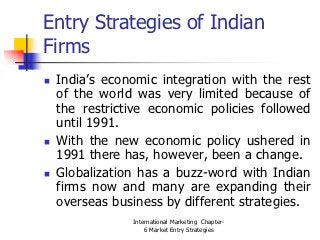 Entry Strategies of Indian
Firms
India's economic integration with the rest
of the world was very limited because of
the restrictive economic policies followed
until 1991.
With the new economic policy ushered in
1991 there has, however, been a change.
Globalization has a buzz-word with Indian
firms now and many are expanding their
overseas business by different strategies.
International Marketing Chapter-
6 Market Entry Strategies